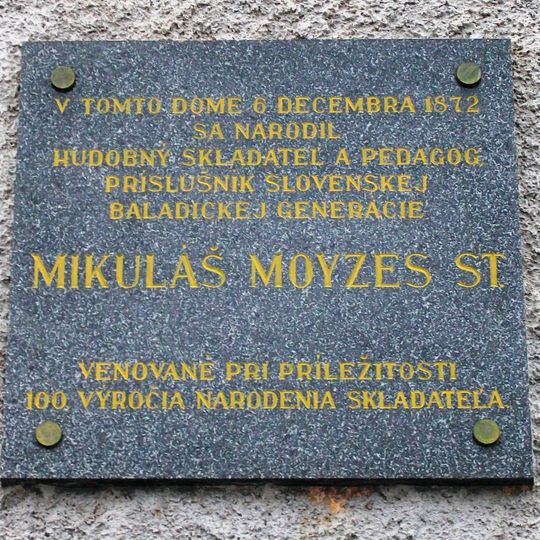 V TOMTO DOME 6 DECEMBRA 1872
SA NARODIL
HUDOBNÝ SKLADATEĽ A PEDAGÓG
PRÍSLUŠNÍK SLOVENSKEJ
BALADICKEJ GENERÁCIE
MIKULÁŠ MOYZES ST.
VENOVANÉ PRI PRÍLEŽITOSTI
100. VÝROČIA NARODENIA SKLADATEĽA